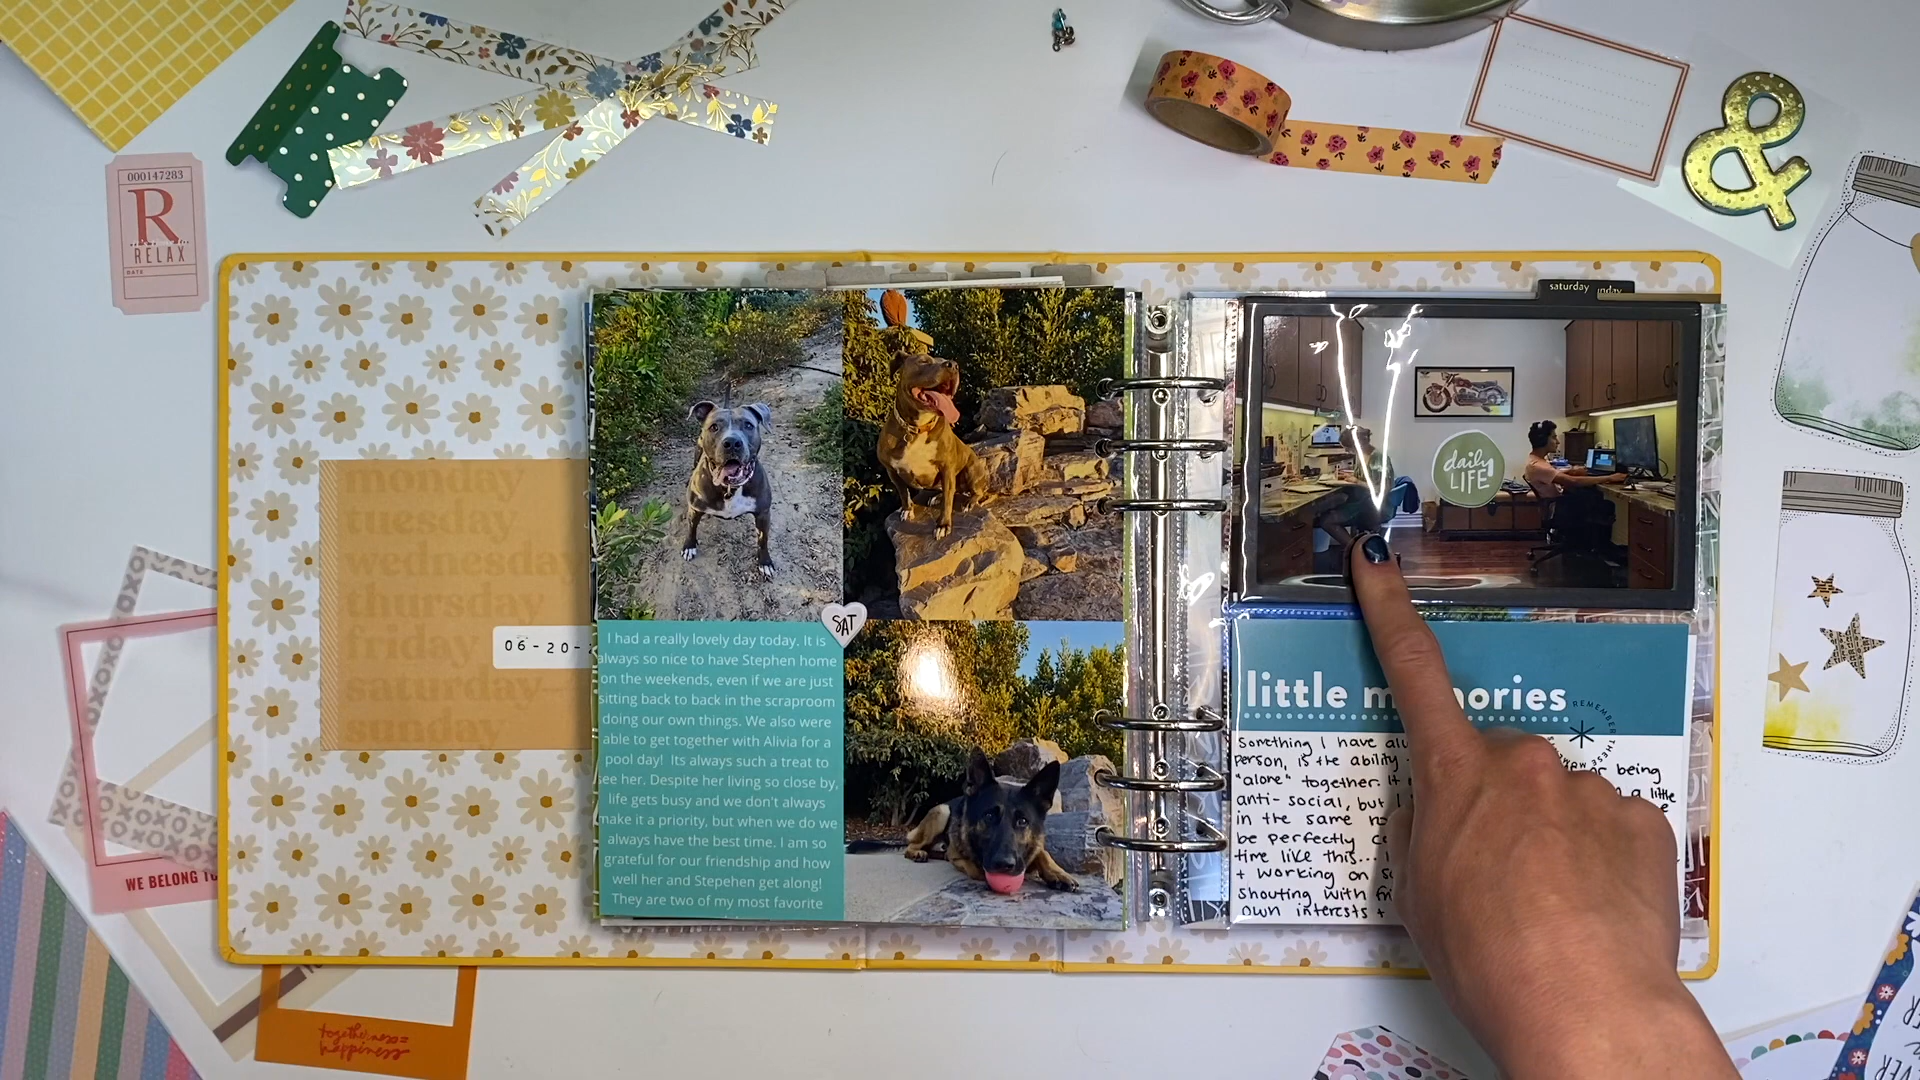 000147283
R
RELAX
DATE
monday
tuesday
wednesday
thursday
friday
saturday
sunday
06-20-
I had a really lovely day today. It is
always so nice to have Stephen home
on the weekends, even if we are just
sitting back to back in the scraproom
doing our own things. We also were
able to get together with Alivia for a
pool day! Its always such a treat to
see her. Despite her living so close by,
life gets busy and we don't always
make it a priority, but when we do we
always have the best time. I am so
grateful for our friendship and how
well her and Stepehen get along!
They are two of my most favorite
SAT
saturday
daily
LIFE
&
little m ories
REMEMBER
THESE
Something I have
person, is the ability
being
"alone" together. It
a little
anti-social, but I
in the same
be perfectly
time like this...
+ working on
shouting with
own interests +
WE BELONG
togetherness=
happiness